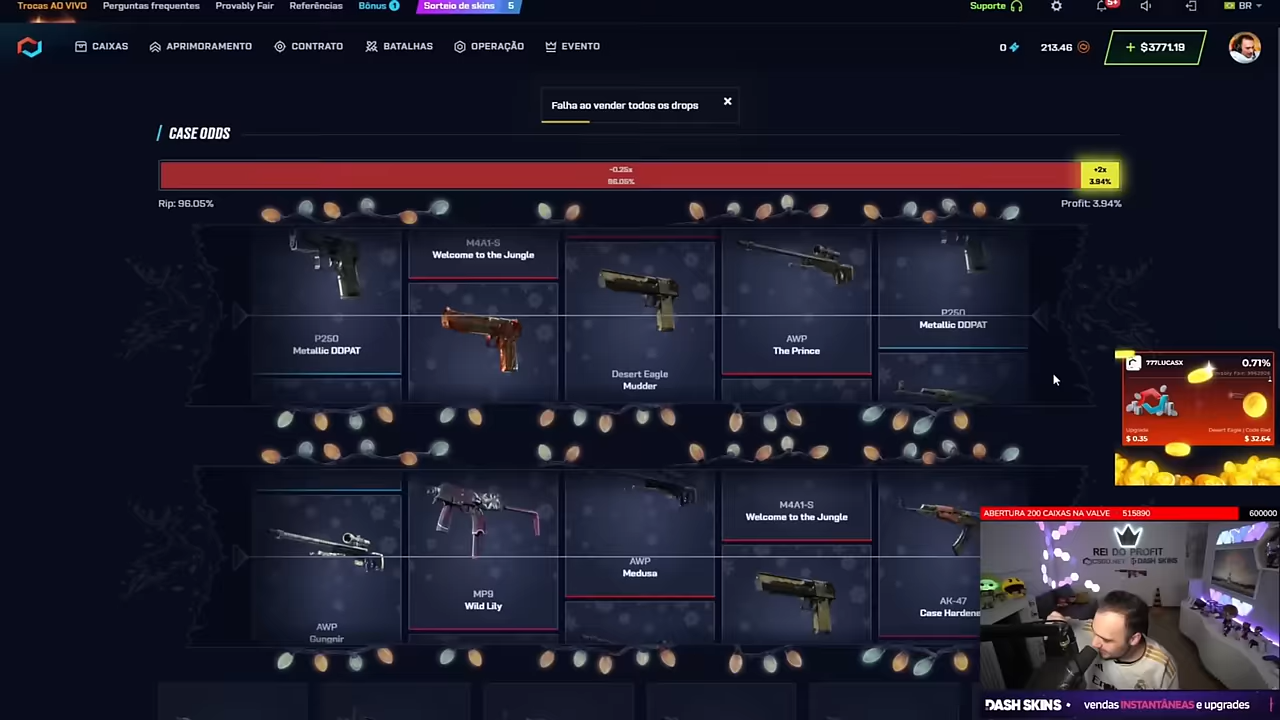 Trocas AO VIVO
Perguntas frequentes
Provably Fair
Referências
Bônus 1
Sorteio de skins 5
Suporte
5+
BR
CAIXAS
APRIMORAMENTO
CONTRATO
BATALHAS
OPERAÇÃO
EVENTO
0
213.46
+ $3771.19
Falha ao vender todos os drops
CASE ODDS
-0.25x
96.05%
+2x
3.94%
Rip: 96.05%
Profit: 3.94%
P250
Metallic DDPAT
M4A1-S
Welcome to the Jungle
Desert Eagle
Mudder
AWP
The Prince
P250
Metallic DDPAT
777LUCASX
0.71%
Upgrade
$ 0.35
Desert Eagle | Code Red
$ 32.64
AWP
Gungnir
MP9
Wild Lily
AWP
Medusa
M4A1-S
Welcome to the Jungle
AK-47
Case Hardene
ABERTURA 200 CAIXAS NA VALVE 515890
600000
REI DO PROFIT
DASH SKINS
DASH SKINS • vendas INSTANTÂNEAS e upgrades